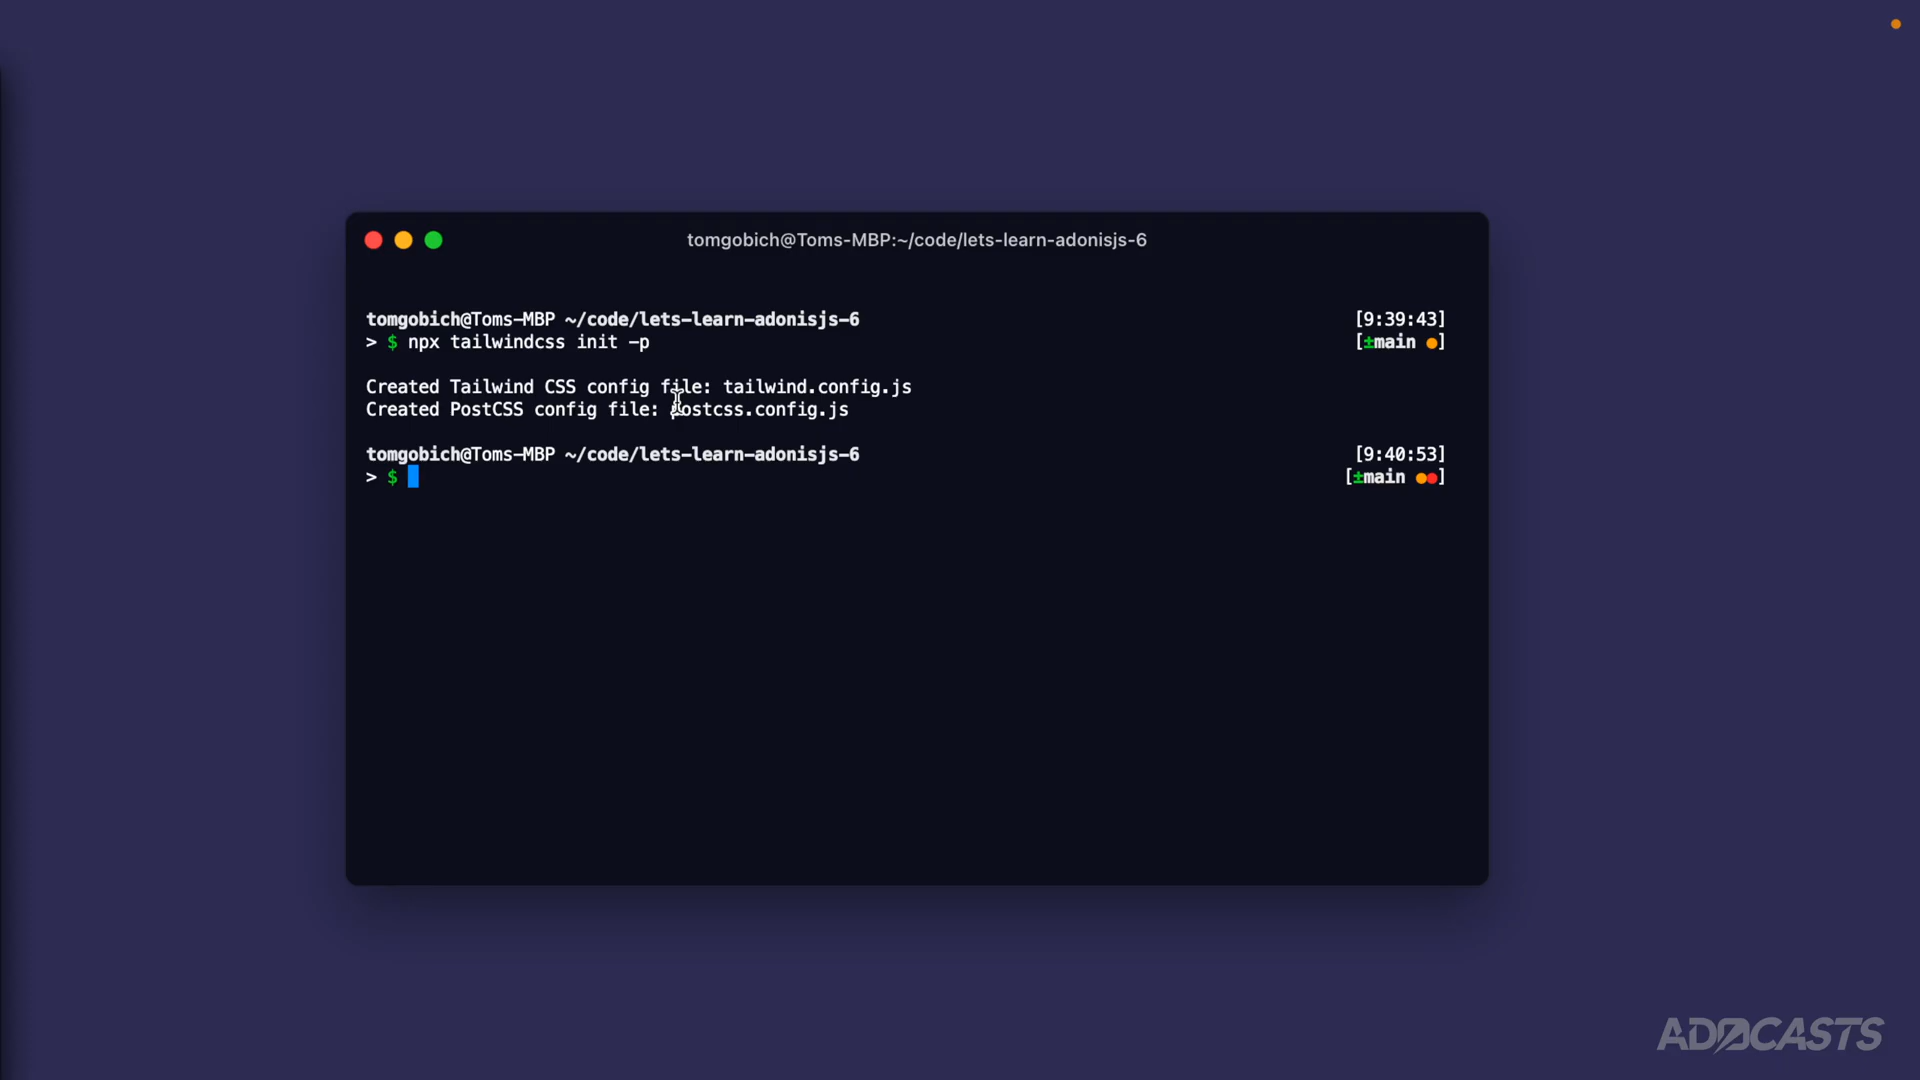 tomgobich@Toms-MBP:~/code/lets-learn-adonisjs-6
tomgobich@Toms-MBP ~/code/lets-learn-adonisjs-6 [9:39:43]
> $ npx tailwindcss init -p [±main ●]
Created Tailwind CSS config file: tailwind.config.js
Created PostCSS config file: postcss.config.js
tomgobich@Toms-MBP ~/code/lets-learn-adonisjs-6 [9:40:53]
> $ [±main ●●]
ADOCASTS